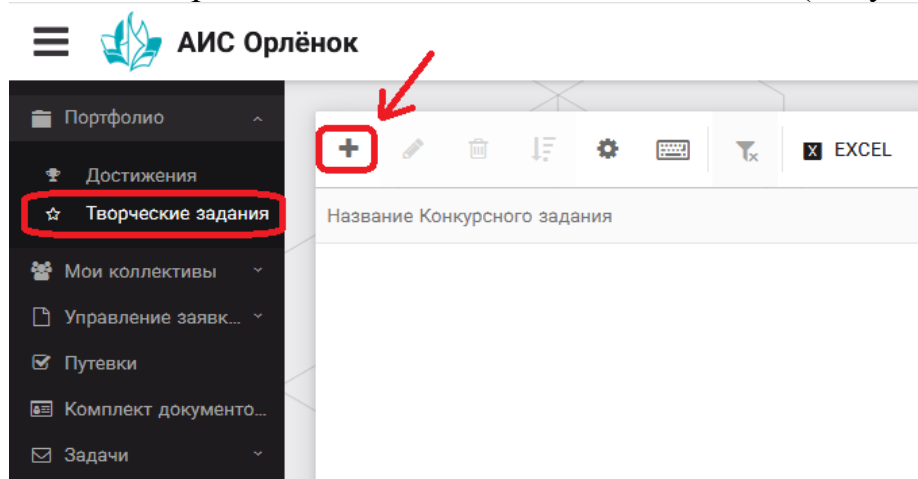 АИС Орлёнок
Портфолио
Достижения
Творческие задания
Мои коллективы
Управление заявк...
Путевки
Комплект документо...
Задачи
X EXCEL
Название Конкурсного задания